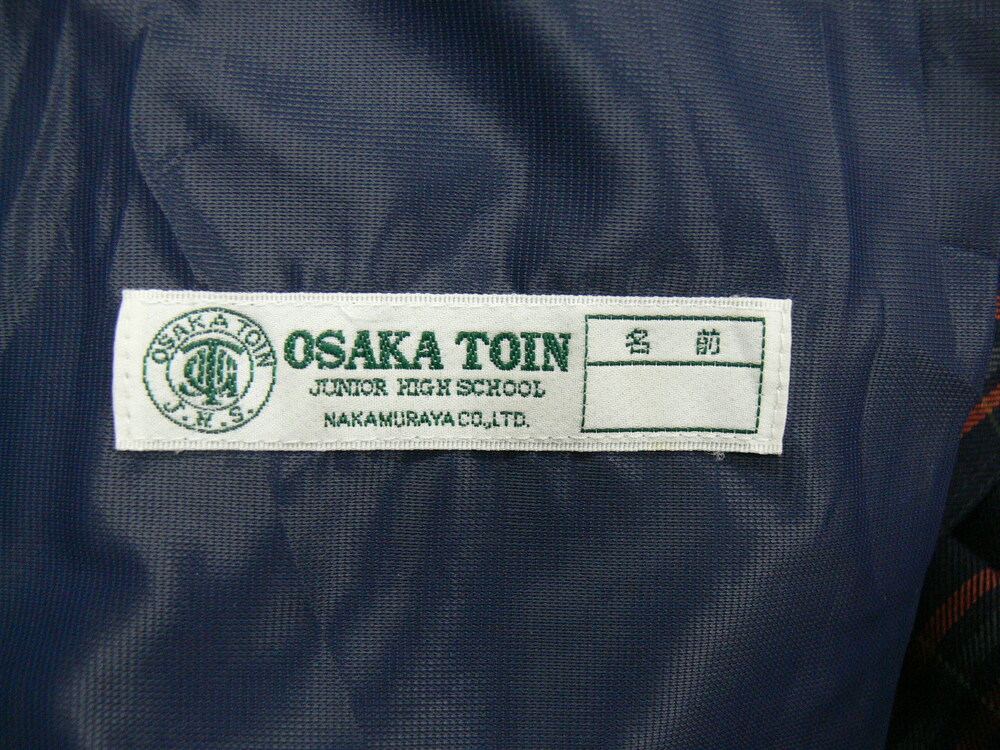 OSAKA TOIN
J.H.S.
OSAKA TOIN
JUNIOR HIGH SCHOOL
NAKAMURAYA CO.,LTD.
名 前